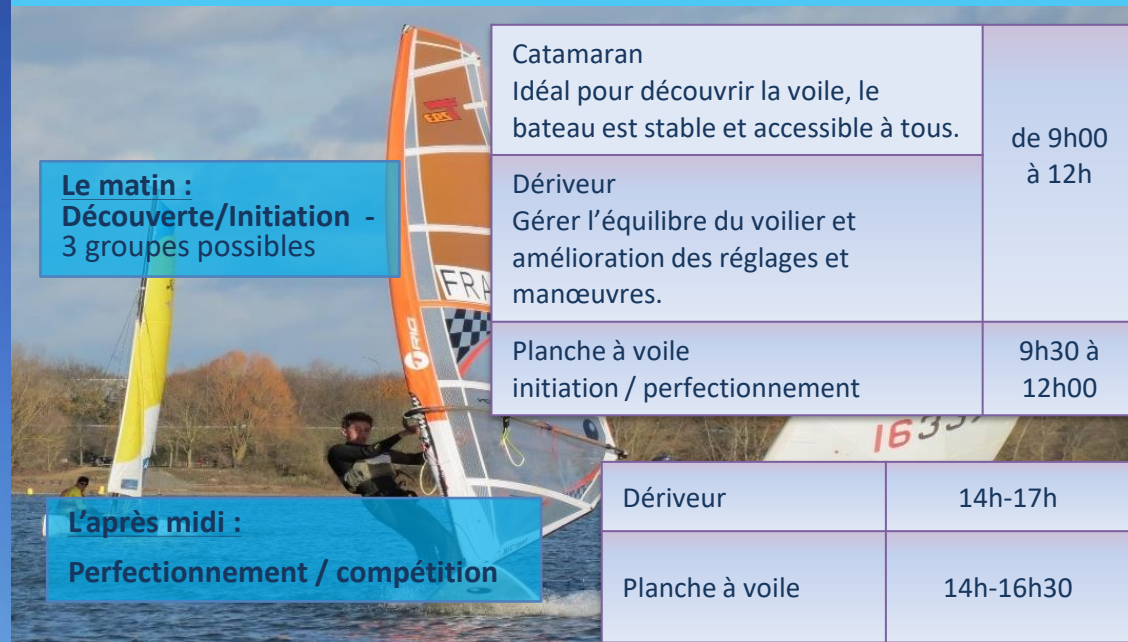 Catamaran
Idéal pour découvrir la voile, le
bateau est stable et accessible à tous.
de 9h00
à 12h
Le matin :
Découverte/Initiation -
3 groupes possibles
Dériveur
Gérer l’équilibre du voilier et
amélioration des réglages et
manœuvres.
Planche à voile
initiation / perfectionnement
9h30 à
12h00
FRA
RIG
L’après midi :
Perfectionnement / compétition
Dériveur
14h-17h
Planche à voile
14h-16h30